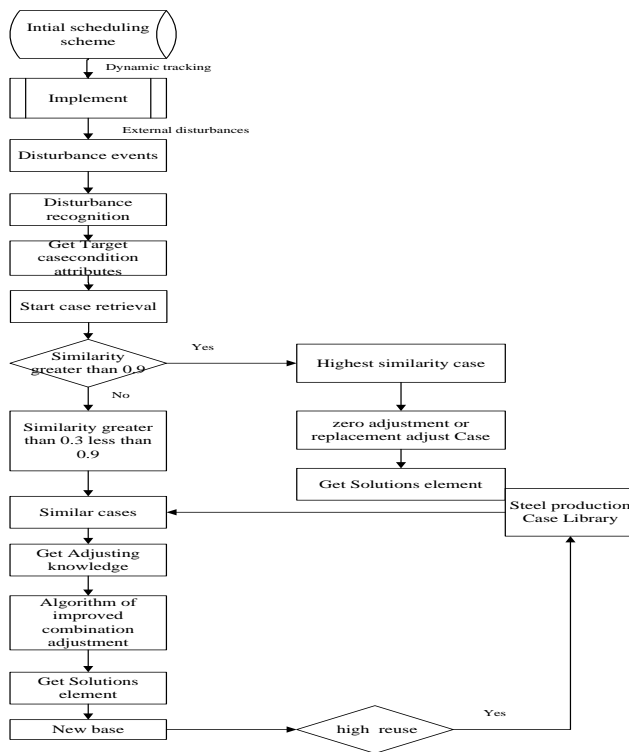 Intial scheduling
scheme
Dynamic tracking
Implement
External disturbances
Disturbance events
Disturbance
recognition
Get Target
casecondition
attributes
Start case retrieval
Similarity
greater than 0.9
Yes
No
Highest similarity case
zero adjustment or
replacement adjust Case
Get Solutions element
Similarity greater
than 0.3 less than
0.9
Similar cases
Steel production
Case Library
Get Adjusting
knowledge
Algorithm of
improved
combination
adjustment
Get Solutions
element
New base
high reuse
Yes